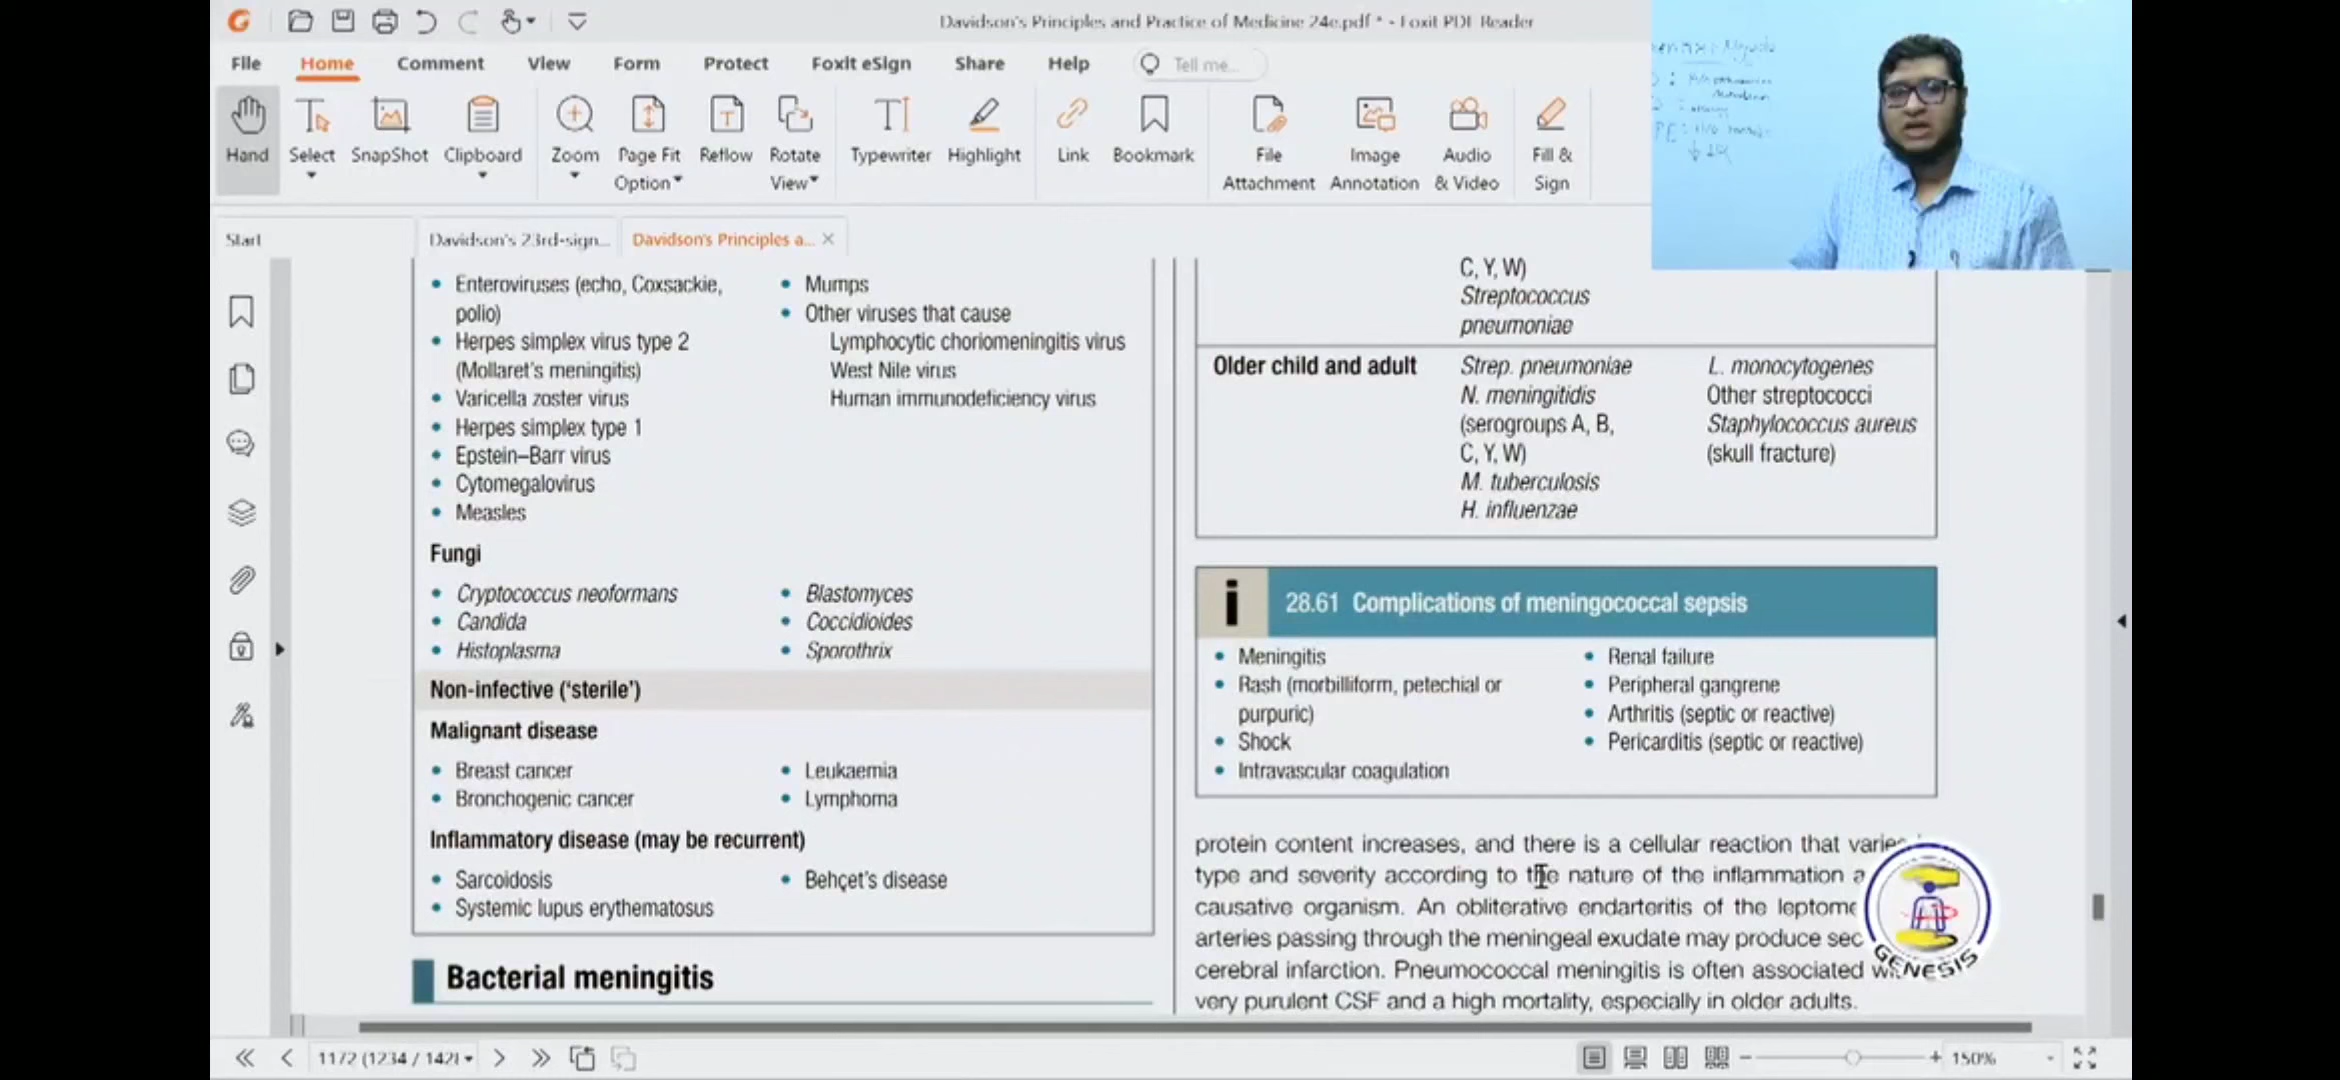 Davidson's Principles and Practice of Medicine 24e.pdf * - Foxit PDF Reader
File Home Comment View Form Protect Foxit eSign Share Help Tell me...
Hand Select SnapShot Clipboard Zoom Page Fit Option Reflow Rotate View Typewriter Highlight Link Bookmark File Attachment Image Annotation Audio & Video Fill & Sign
Start Davidson's 23rd-sign... Davidson's Principles a...
• Enteroviruses (echo, Coxsackie,
polio)
• Herpes simplex virus type 2
(Mollaret's meningitis)
• Varicella zoster virus
• Herpes simplex type 1
• Epstein–Barr virus
• Cytomegalovirus
• Measles
• Mumps
• Other viruses that cause
Lymphocytic choriomeningitis virus
West Nile virus
Human immunodeficiency virus
Fungi
• Cryptococcus neoformans
• Candida
• Histoplasma
• Blastomyces
• Coccidioides
• Sporothrix
Non-infective ('sterile')
Malignant disease
• Breast cancer
• Bronchogenic cancer
• Leukaemia
• Lymphoma
Inflammatory disease (may be recurrent)
• Sarcoidosis
• Systemic lupus erythematosus
• Behçet's disease
Bacterial meningitis
C, Y, W)
Streptococcus
pneumoniae
Older child and adult
Strep. pneumoniae
N. meningitidis
(serogroups A, B,
C, Y, W)
M. tuberculosis
H. influenzae
L. monocytogenes
Other streptococci
Staphylococcus aureus
(skull fracture)
i 28.61 Complications of meningococcal sepsis
• Meningitis
• Rash (morbilliform, petechial or
purpuric)
• Shock
• Intravascular coagulation
• Renal failure
• Peripheral gangrene
• Arthritis (septic or reactive)
• Pericarditis (septic or reactive)
protein content increases, and there is a cellular reaction that varies
type and severity according to the nature of the inflammation
causative organism. An obliterative endarteritis of the
arteries passing through the meningeal exudate may produce
cerebral infarction. Pneumococcal meningitis is often associated
very purulent CSF and a high mortality, especially in older adults.
GENESIS
1172 (1234 / 142 150%